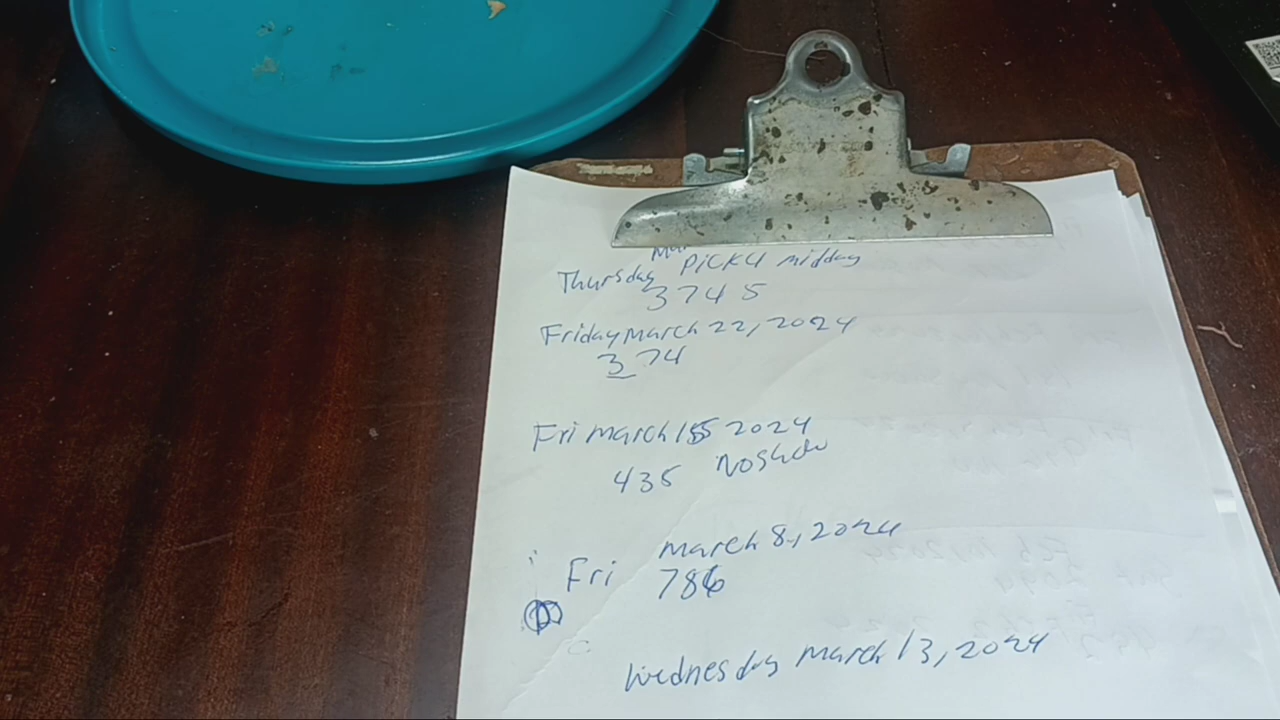 Mar
Thursday Pick4 midday
3745
Friday March 22, 2024
374
Fri March 15 2024
435
March 8, 2024
Fri 786
Wednesday March 13, 2024